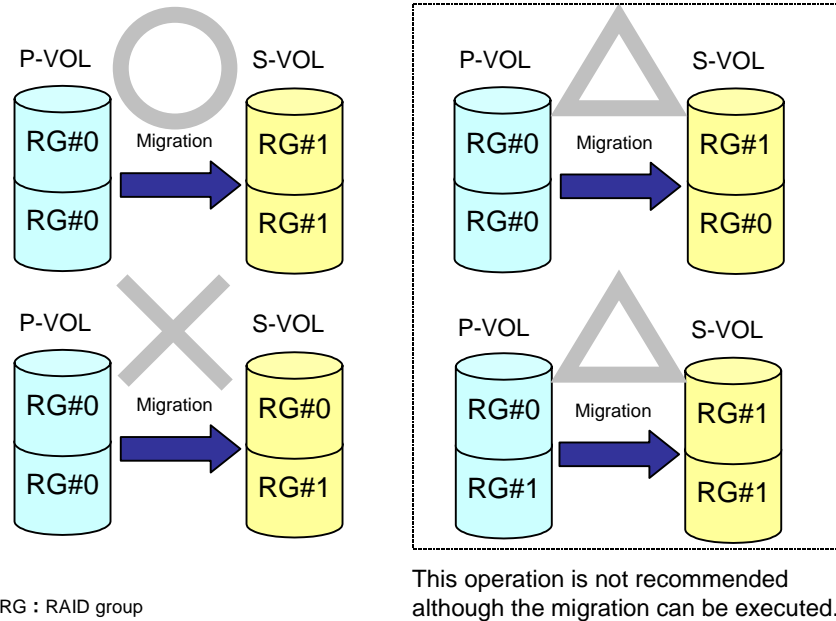 P-VOL
S-VOL
RG#0
Migration
RG#1
RG#0
RG#1
P-VOL
S-VOL
RG#0
Migration
RG#0
RG#0
RG#1
RG : RAID group
P-VOL
S-VOL
RG#0
Migration
RG#1
RG#0
RG#0
P-VOL
S-VOL
RG#0
Migration
RG#1
RG#1
RG#1
This operation is not recommended
although the migration can be executed.